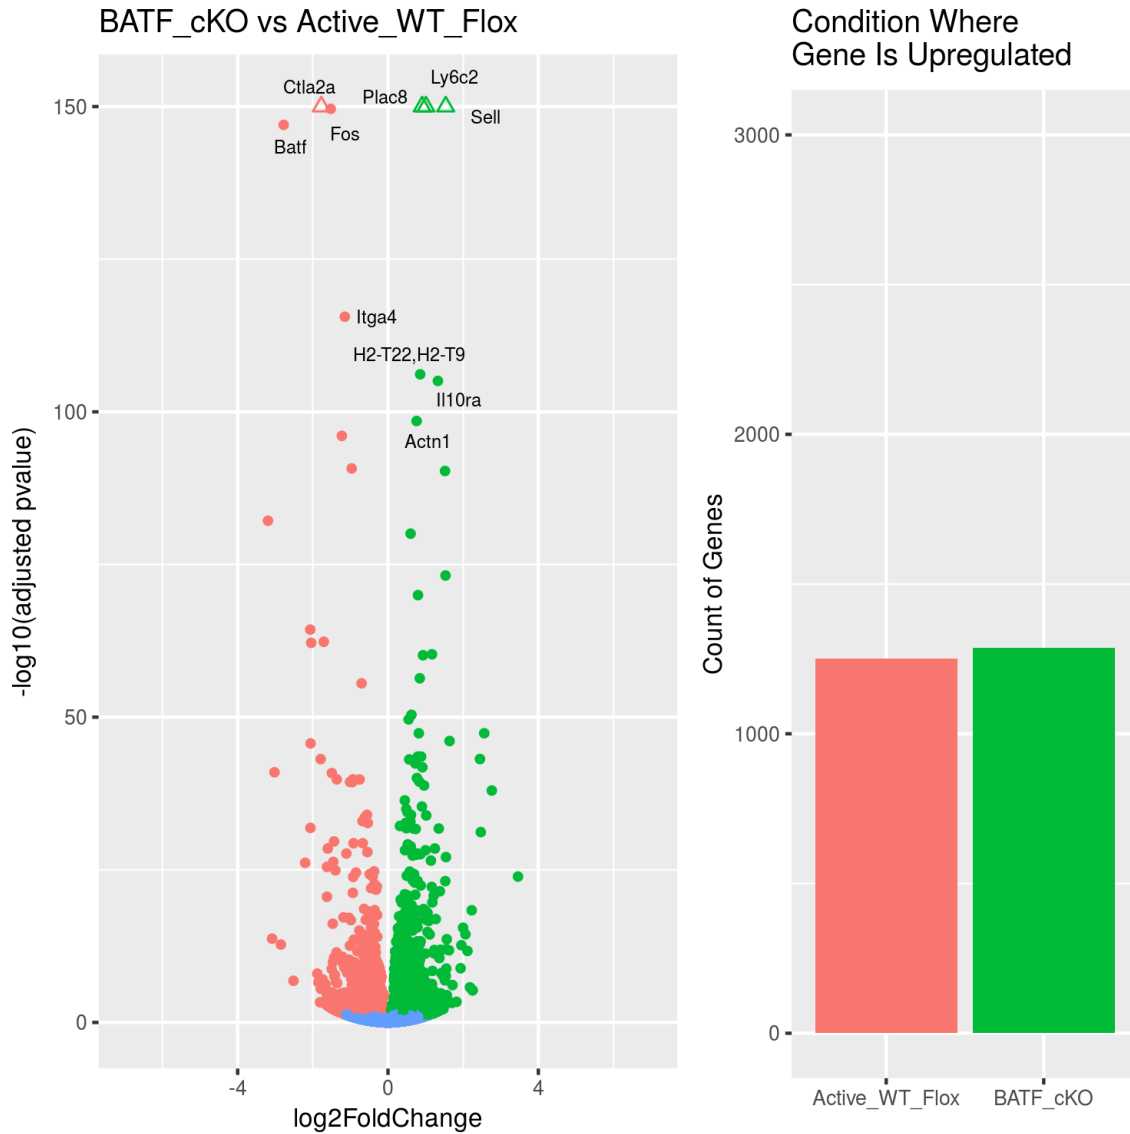 BATF_cKO vs Active_WT_Flox
Condition Where
Gene Is Upregulated
Ly6c2
Ctla2a
Plac8
150
Sell
Fos
Batf
Itga4
H2-T22,H2-T9
Il10ra
100
Actn1
50
0
-4
0
4
log2FoldChange
-log10(adjusted pvalue)
3000
2000
1000
0
Count of Genes
Active_WT_Flox
BATF_cKO